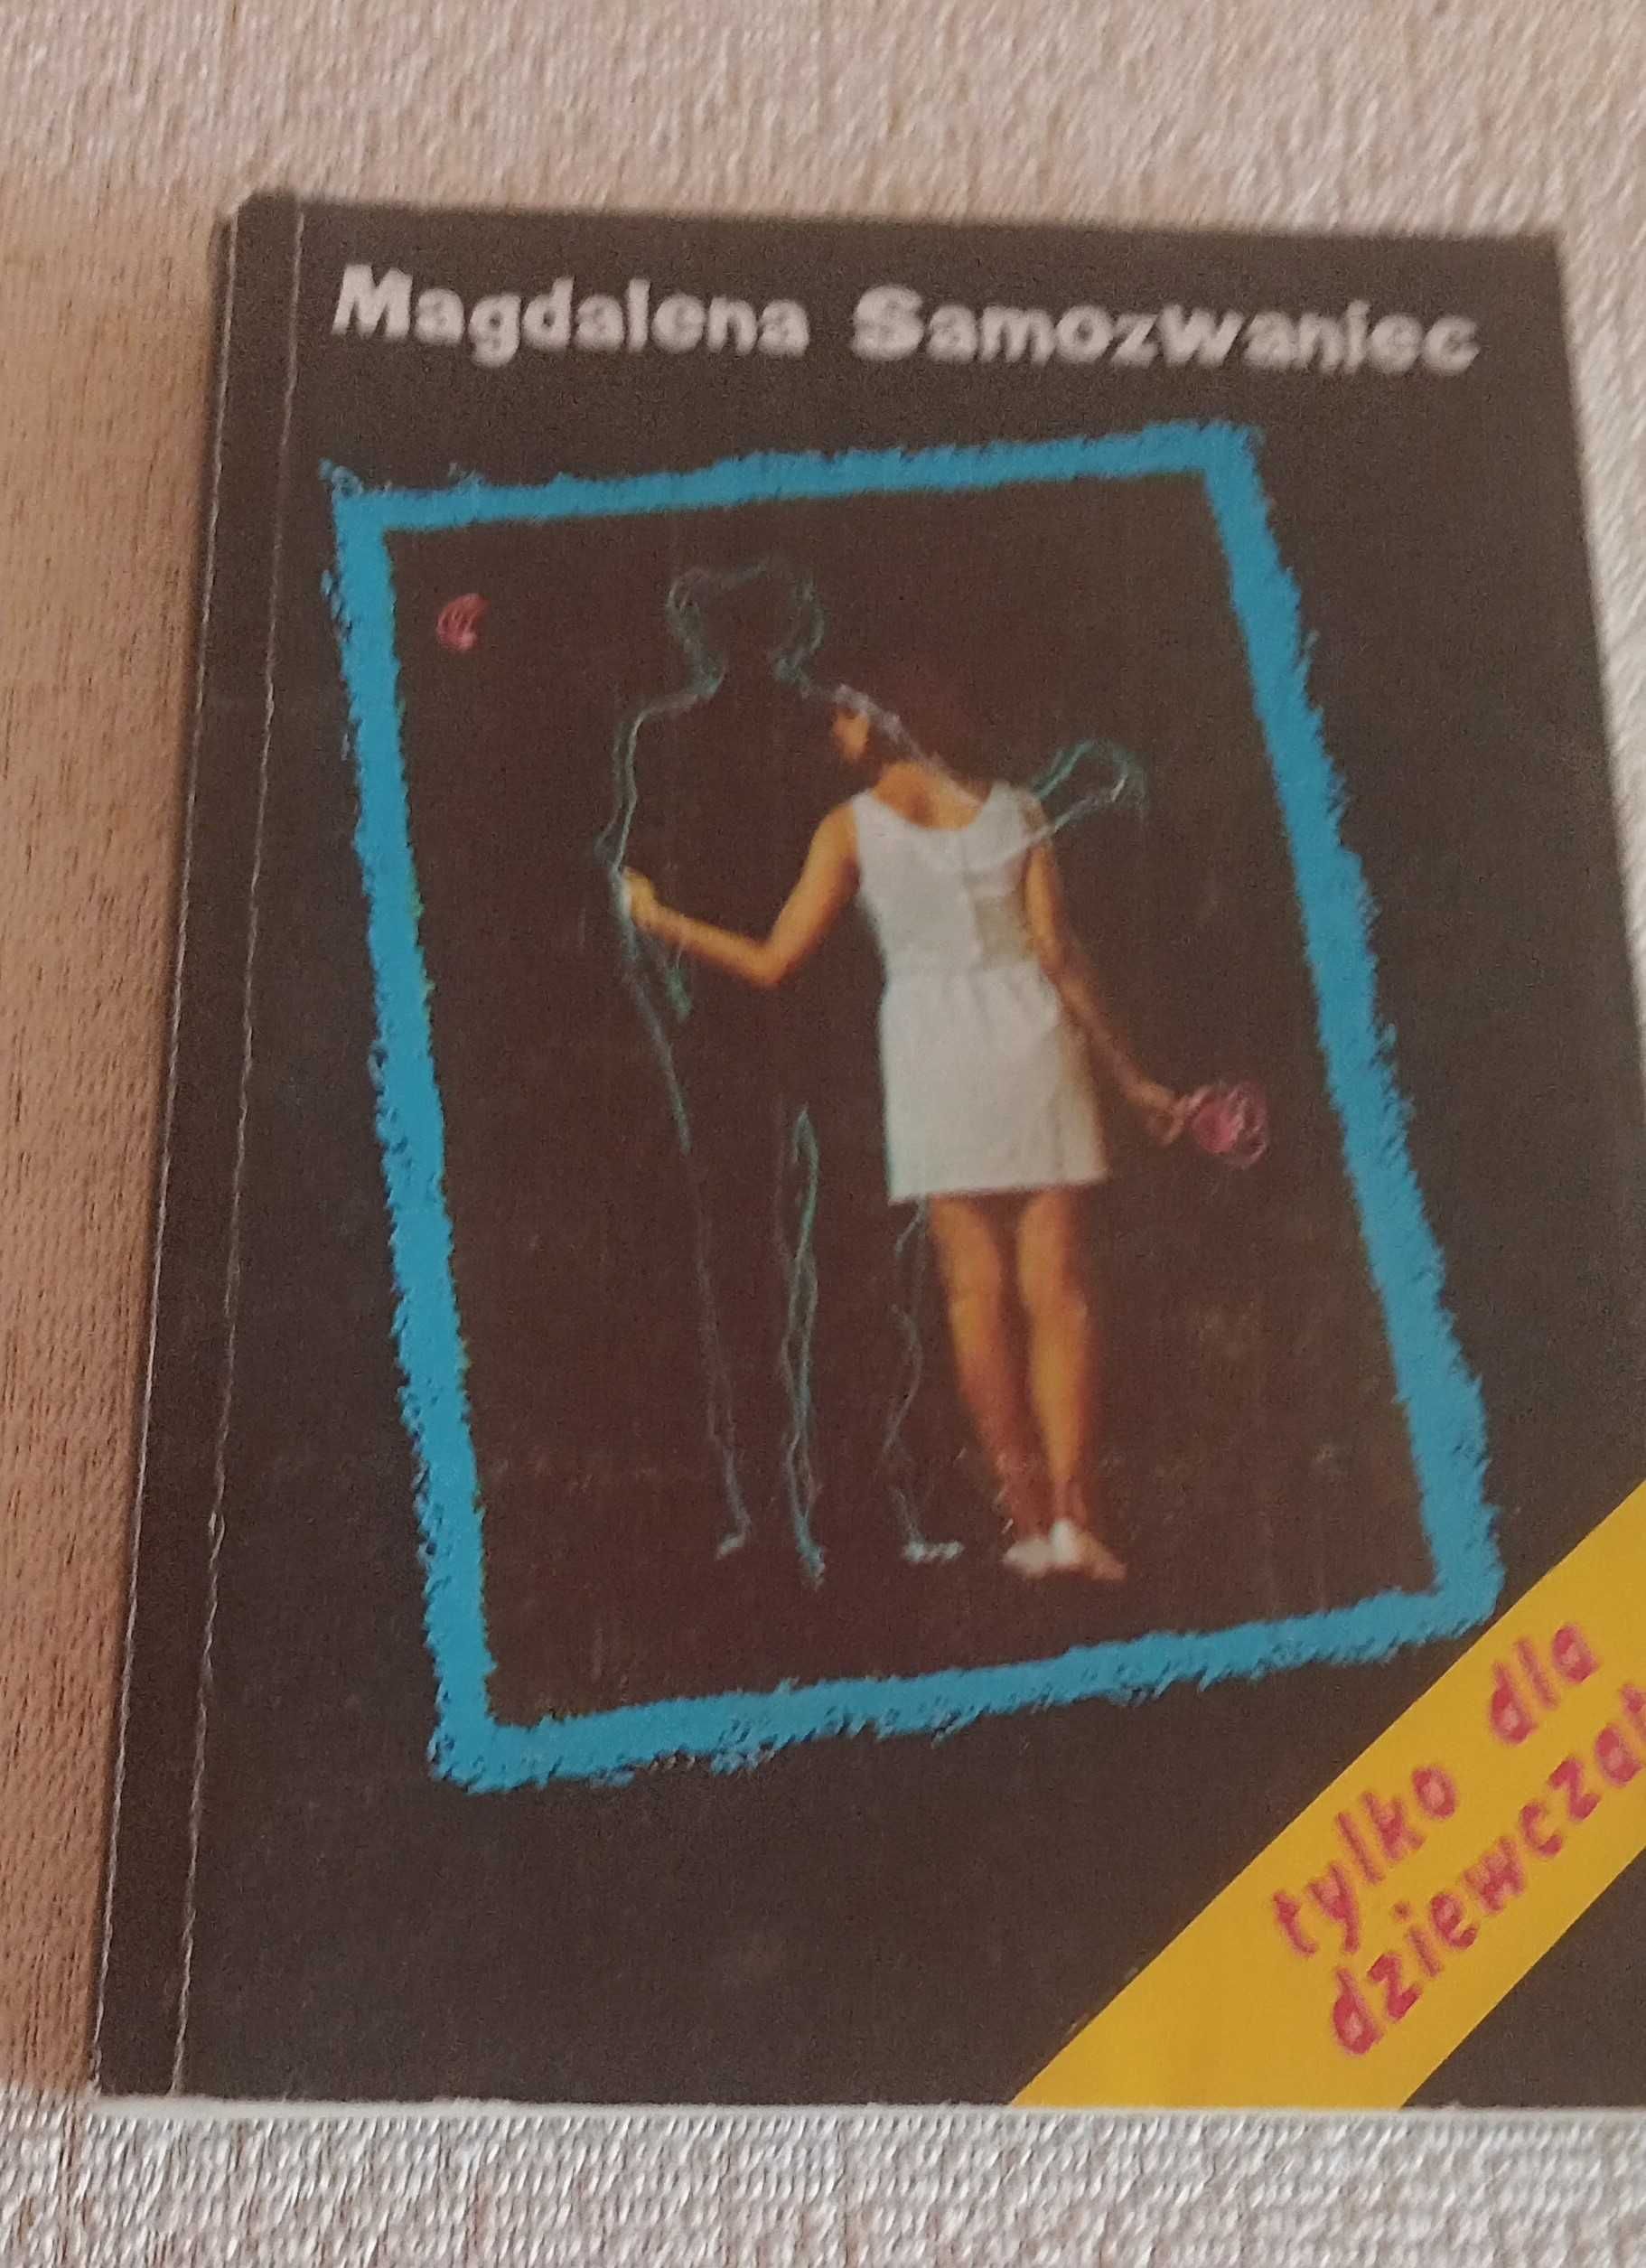 Magdalena Samozwaniec
tylko dla
dziewcząt